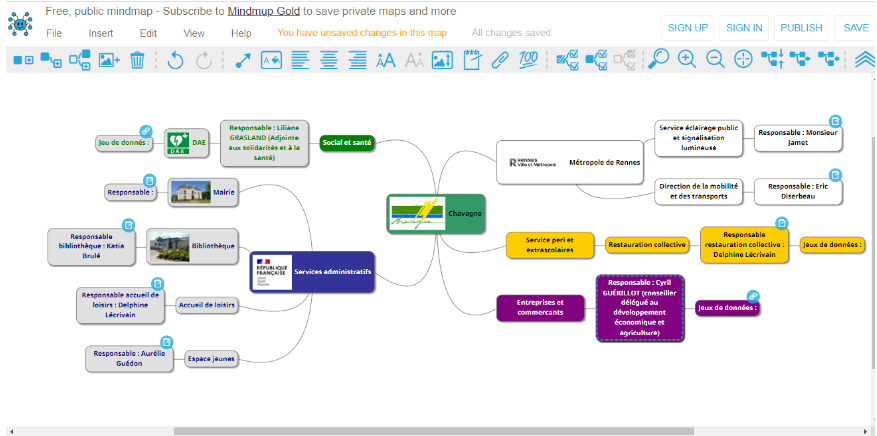 Free, public mindmap - Subscribe to Mindmup Gold to save private maps and more
File Insert Edit View Help You have unsaved changes in this map All changes saved
SIGN UP SIGN IN PUBLISH SAVE
Jeu de donnés :
DAE
DAE
Responsable : Liliane
GRASLAND (Adjointe
aux solidarités et à la
santé)
Social et santé
Responsable :
Mairie
Responsable
bibliothèque : Katia
Brulé
Bibliothèque
RÉPUBLIQUE
FRANÇAISE
Services administratifs
Responsable accueil de
loisirs : Delphine
Lécrivain
Accueil de loisirs
Responsable : Aurélie
Guédon
Espace jeunes
Chavagne
RENNES
Ville et Métropole
Métropole de Rennes
Service éclairage public
et signalisation
lumineuse
Responsable : Monsieur
Jamet
Direction de la mobilité
et des transports
Responsable : Eric
Diserbeau
Service peri et
extrascolaires
Restauration collective
Responsable
restauration collective :
Delphine Lécrivain
Jeux de données :
Entreprises et
commercants
Responsable : Cyril
GUÉRILLOT (conseiller
délégué au
développement
économique et
agriculture)
Jeux de données :